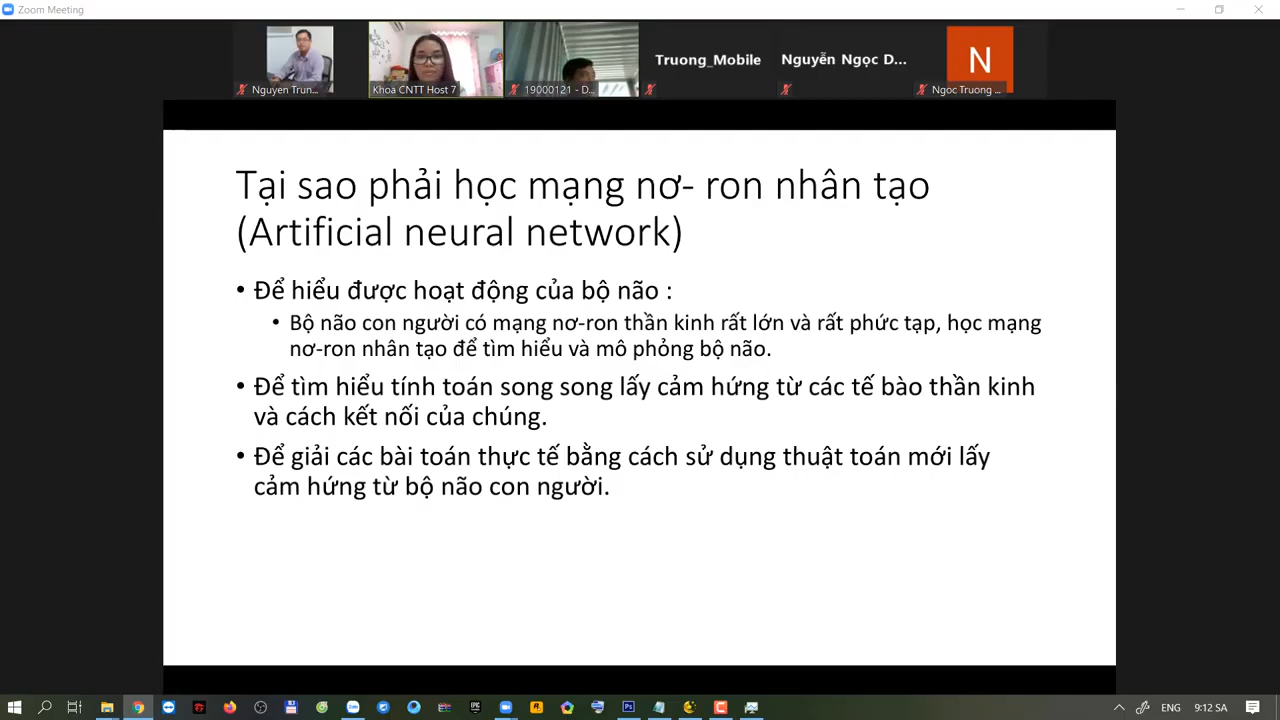 Zoom Meeting
Nguyen Trun...
Khoa CNTT Host 7
19000121 - D...
Truong_Mobile
Nguyễn Ngọc D...
N
Ngoc Truong ...
Tại sao phải học mạng nơ- ron nhân tạo
(Artificial neural network)
• Để hiểu được hoạt động của bộ não :
• Bộ não con người có mạng nơ-ron thần kinh rất lớn và rất phức tạp, học mạng
nơ-ron nhân tạo để tìm hiểu và mô phỏng bộ não.
• Để tìm hiểu tính toán song song lấy cảm hứng từ các tế bào thần kinh
và cách kết nối của chúng.
• Để giải các bài toán thực tế bằng cách sử dụng thuật toán mới lấy
cảm hứng từ bộ não con người.
ENG
9:12 SA